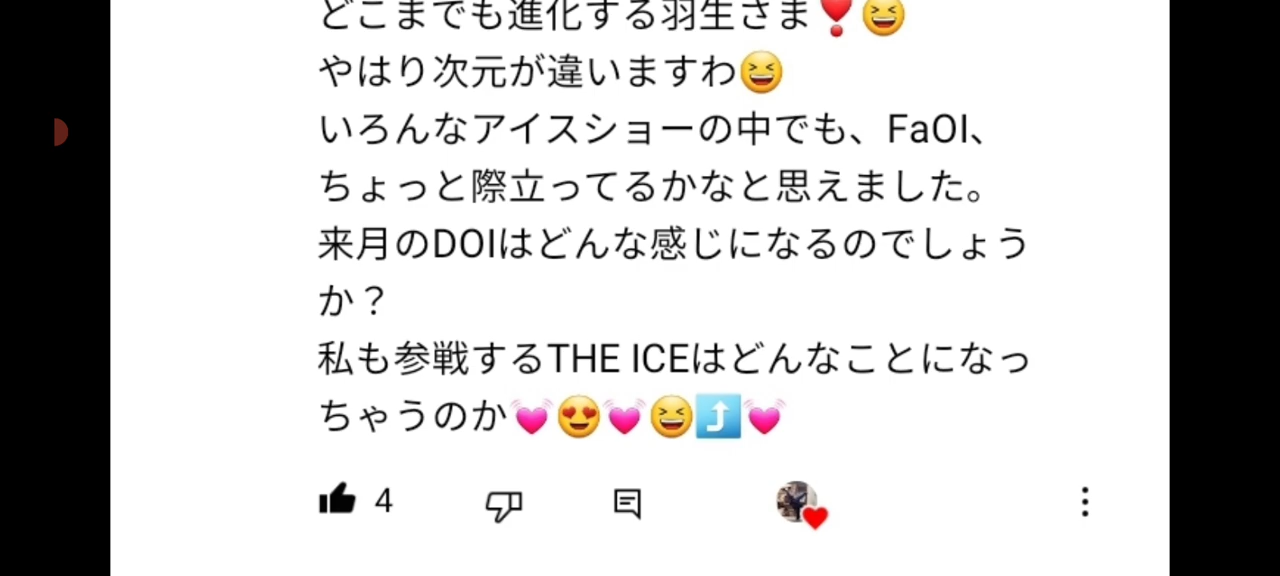 どこまでも進化する羽生さま❣️😆
やはり次元が違いますわ😆
いろんなアイスショーの中でも、FaOI、
ちょっと際立ってるかなと思えました。
来月のDOIはどんな感じになるのでしょう
か？
私も参戦するTHE ICEはどんなことになっ
ちゃうのか💓😍💓😆⤴️💓
4